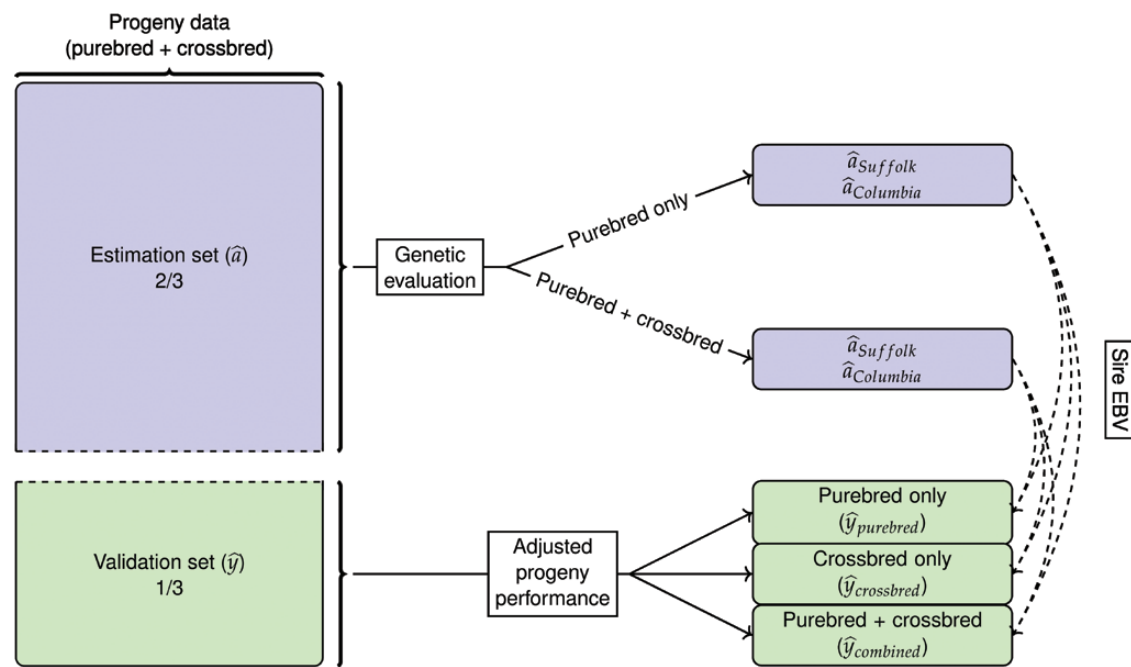 Progeny data
(purebred + crossbred)
Estimation set (â)
2/3
Genetic
evaluation
Purebred only
Purebred + crossbred
â_Suffolk
â_Columbia
â_Suffolk
â_Columbia
Sire EBV
Validation set (ŷ)
1/3
Adjusted
progeny
performance
Purebred only
(ŷ_purebred)
Crossbred only
(ŷ_crossbred)
Purebred + crossbred
(ŷ_combined)